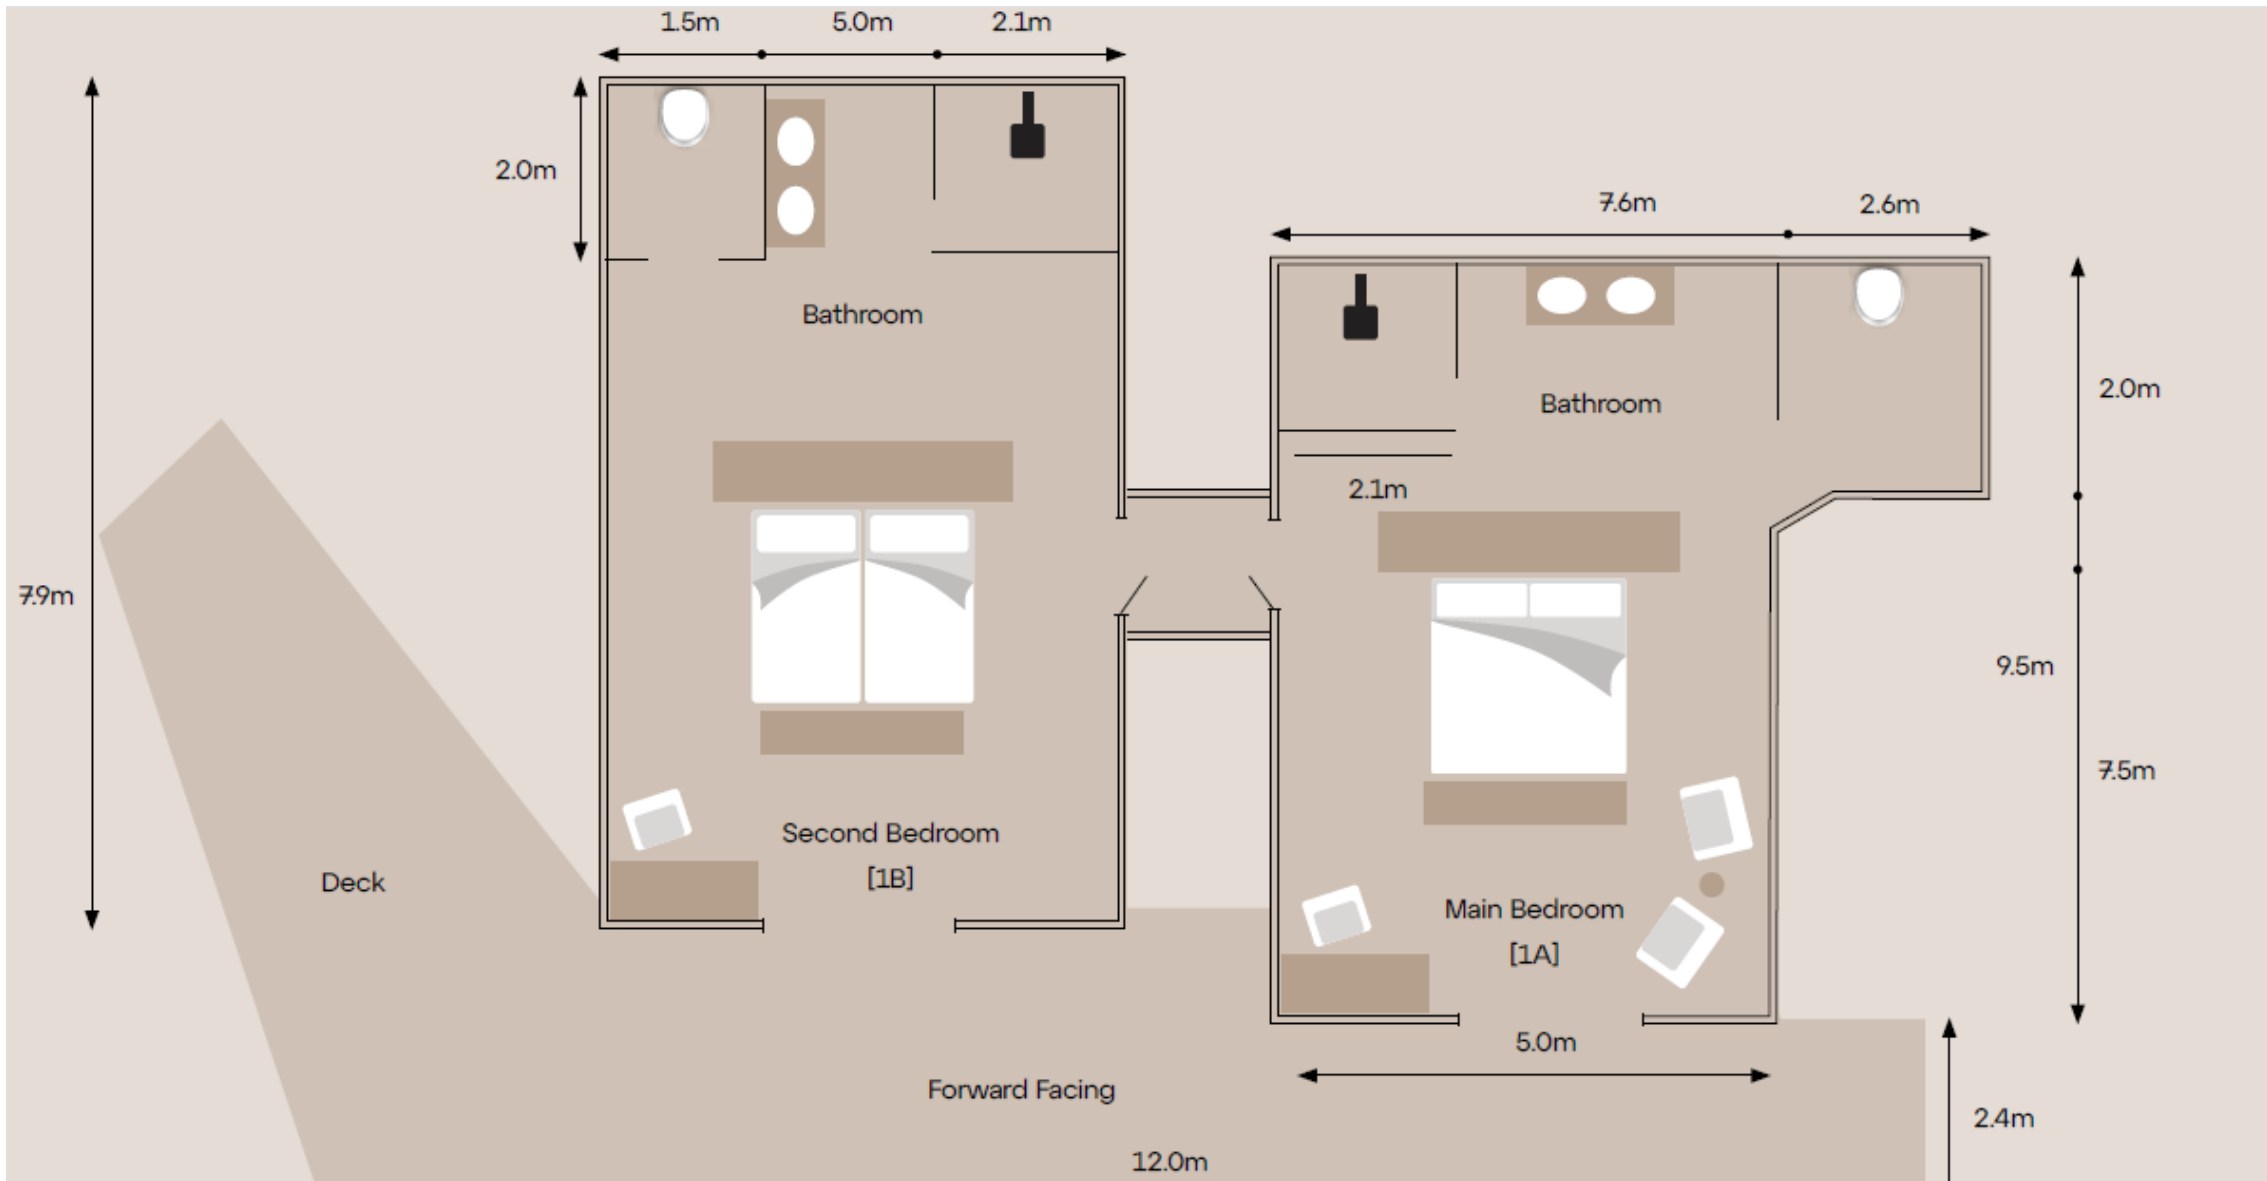 1.5m 5.0m 2.1m
2.0m
7.6m 2.6m
Bathroom
2.0m
Bathroom
2.1m
7.9m
9.5m
7.5m
Second Bedroom
[1B]
Deck
Main Bedroom
[1A]
5.0m
Forward Facing
2.4m
12.0m